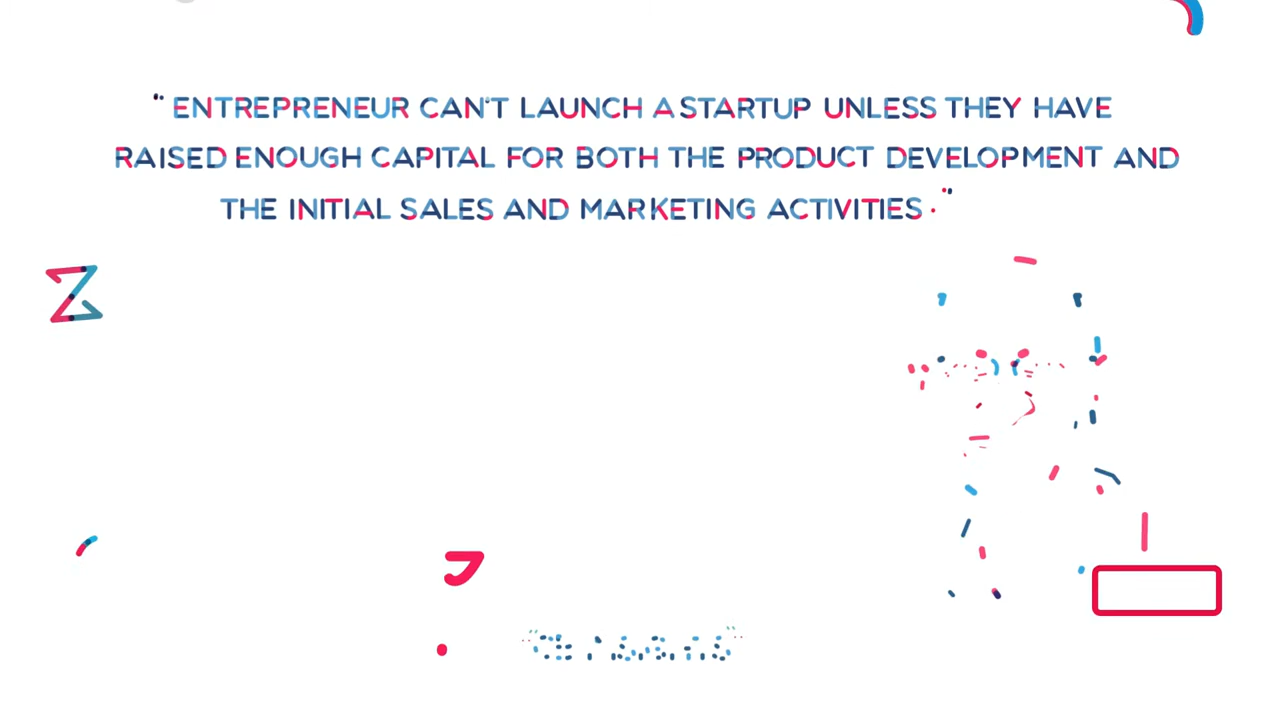 "ENTREPRENEUR CAN'T LAUNCH A STARTUP UNLESS THEY HAVE
RAISED ENOUGH CAPITAL FOR BOTH THE PRODUCT DEVELOPMENT AND
THE INITIAL SALES AND MARKETING ACTIVITIES."